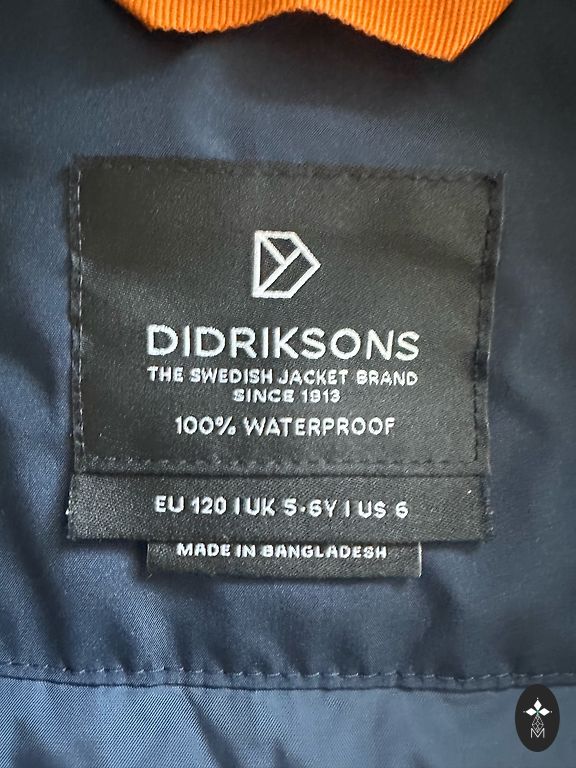 DIDRIKSONS
THE SWEDISH JACKET BRAND
SINCE 1913
100% WATERPROOF
EU 120 | UK 5-6Y | US 6
MADE IN BANGLADESH
M